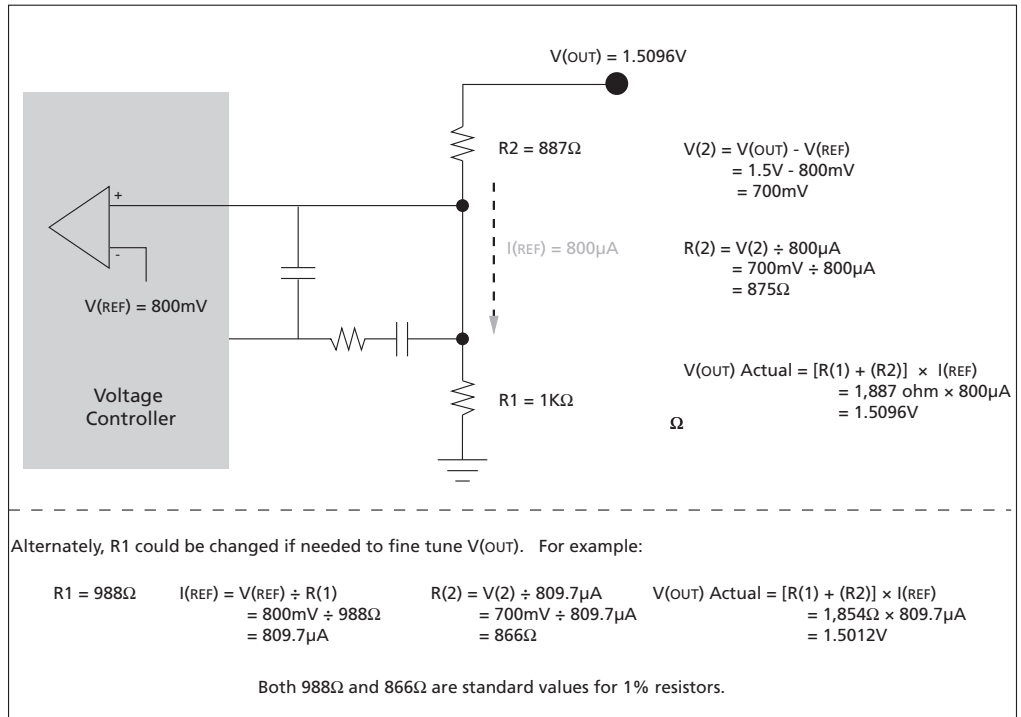 V(OUT) = 1.5096V
R2 = 887Ω
V(2) = V(OUT) - V(REF)
= 1.5V - 800mV
= 700mV
+
-
I(REF) = 800µA
R(2) = V(2) ÷ 800µA
= 700mV ÷ 800µA
= 875Ω
V(REF) = 800mV
V(OUT) Actual = [R(1) + (R2)] × I(REF)
= 1,887 ohm × 800µA
= 1.5096V
Voltage
Controller
R1 = 1KΩ
Ω
Alternately, R1 could be changed if needed to fine tune V(OUT). For example:
R1 = 988Ω
I(REF) = V(REF) ÷ R(1)
= 800mV ÷ 988Ω
= 809.7µA
R(2) = V(2) ÷ 809.7µA
= 700mV ÷ 809.7µA
= 866Ω
V(OUT) Actual = [R(1) + (R2)] × I(REF)
= 1,854Ω × 809.7µA
= 1.5012V
Both 988Ω and 866Ω are standard values for 1% resistors.